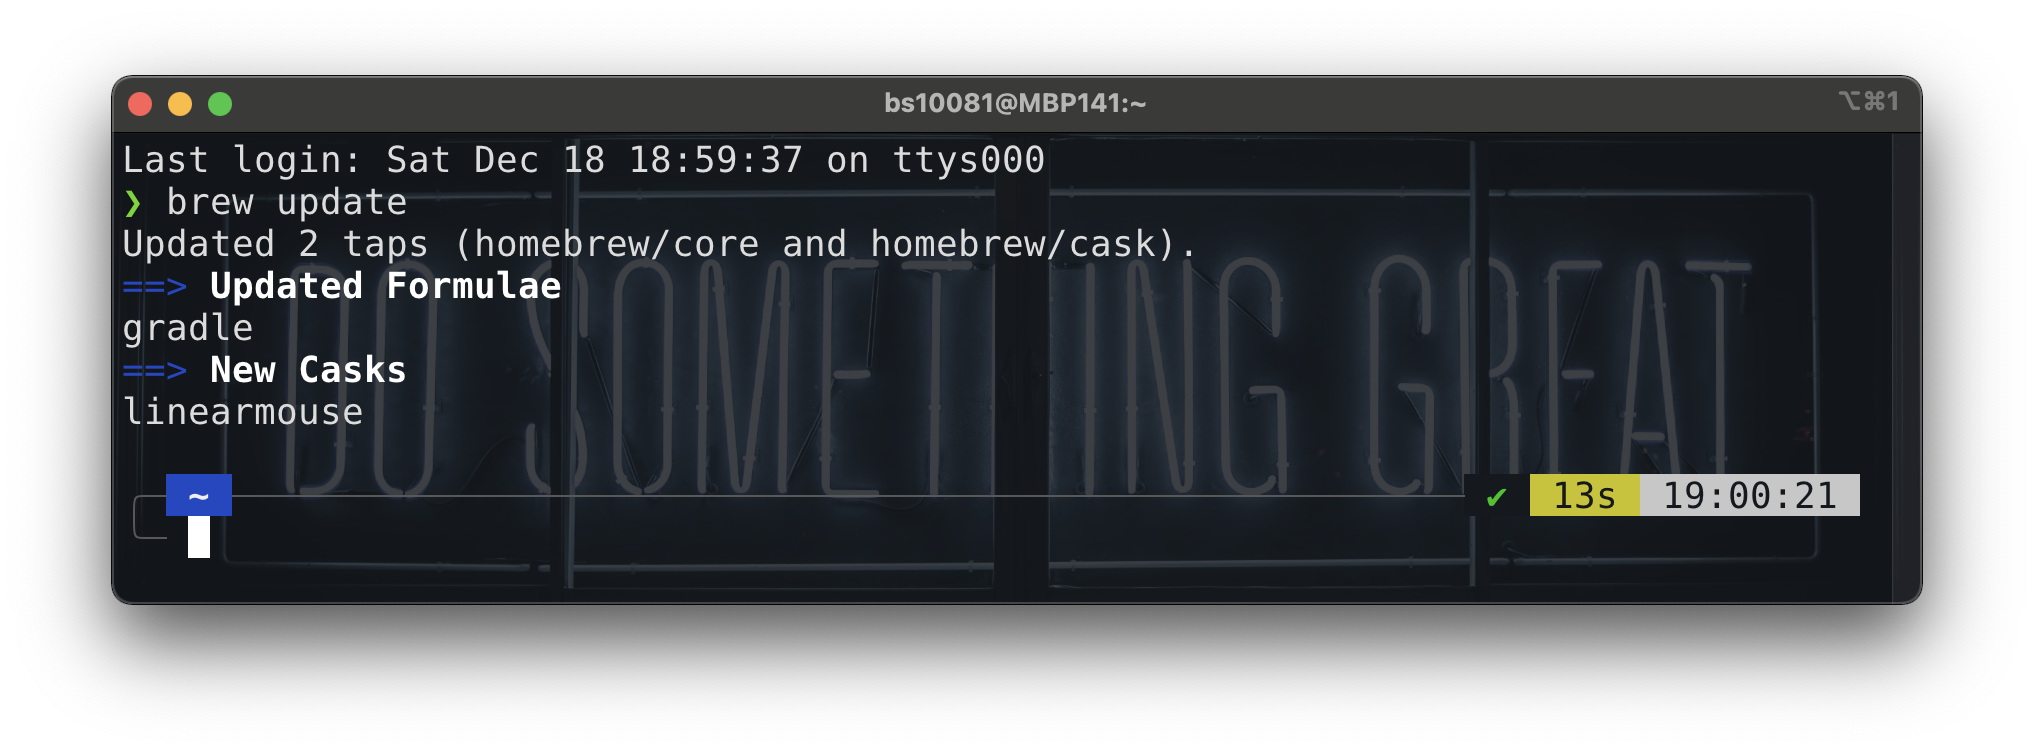 bs10081@MBP141:~
⌥⌘1
Last login: Sat Dec 18 18:59:37 on ttys000
❯ brew update
Updated 2 taps (homebrew/core and homebrew/cask).
==> Updated Formulae
gradle
==> New Casks
linearmouse
~ ✔ 13s 19:00:21
DO SOMETHING GREAT